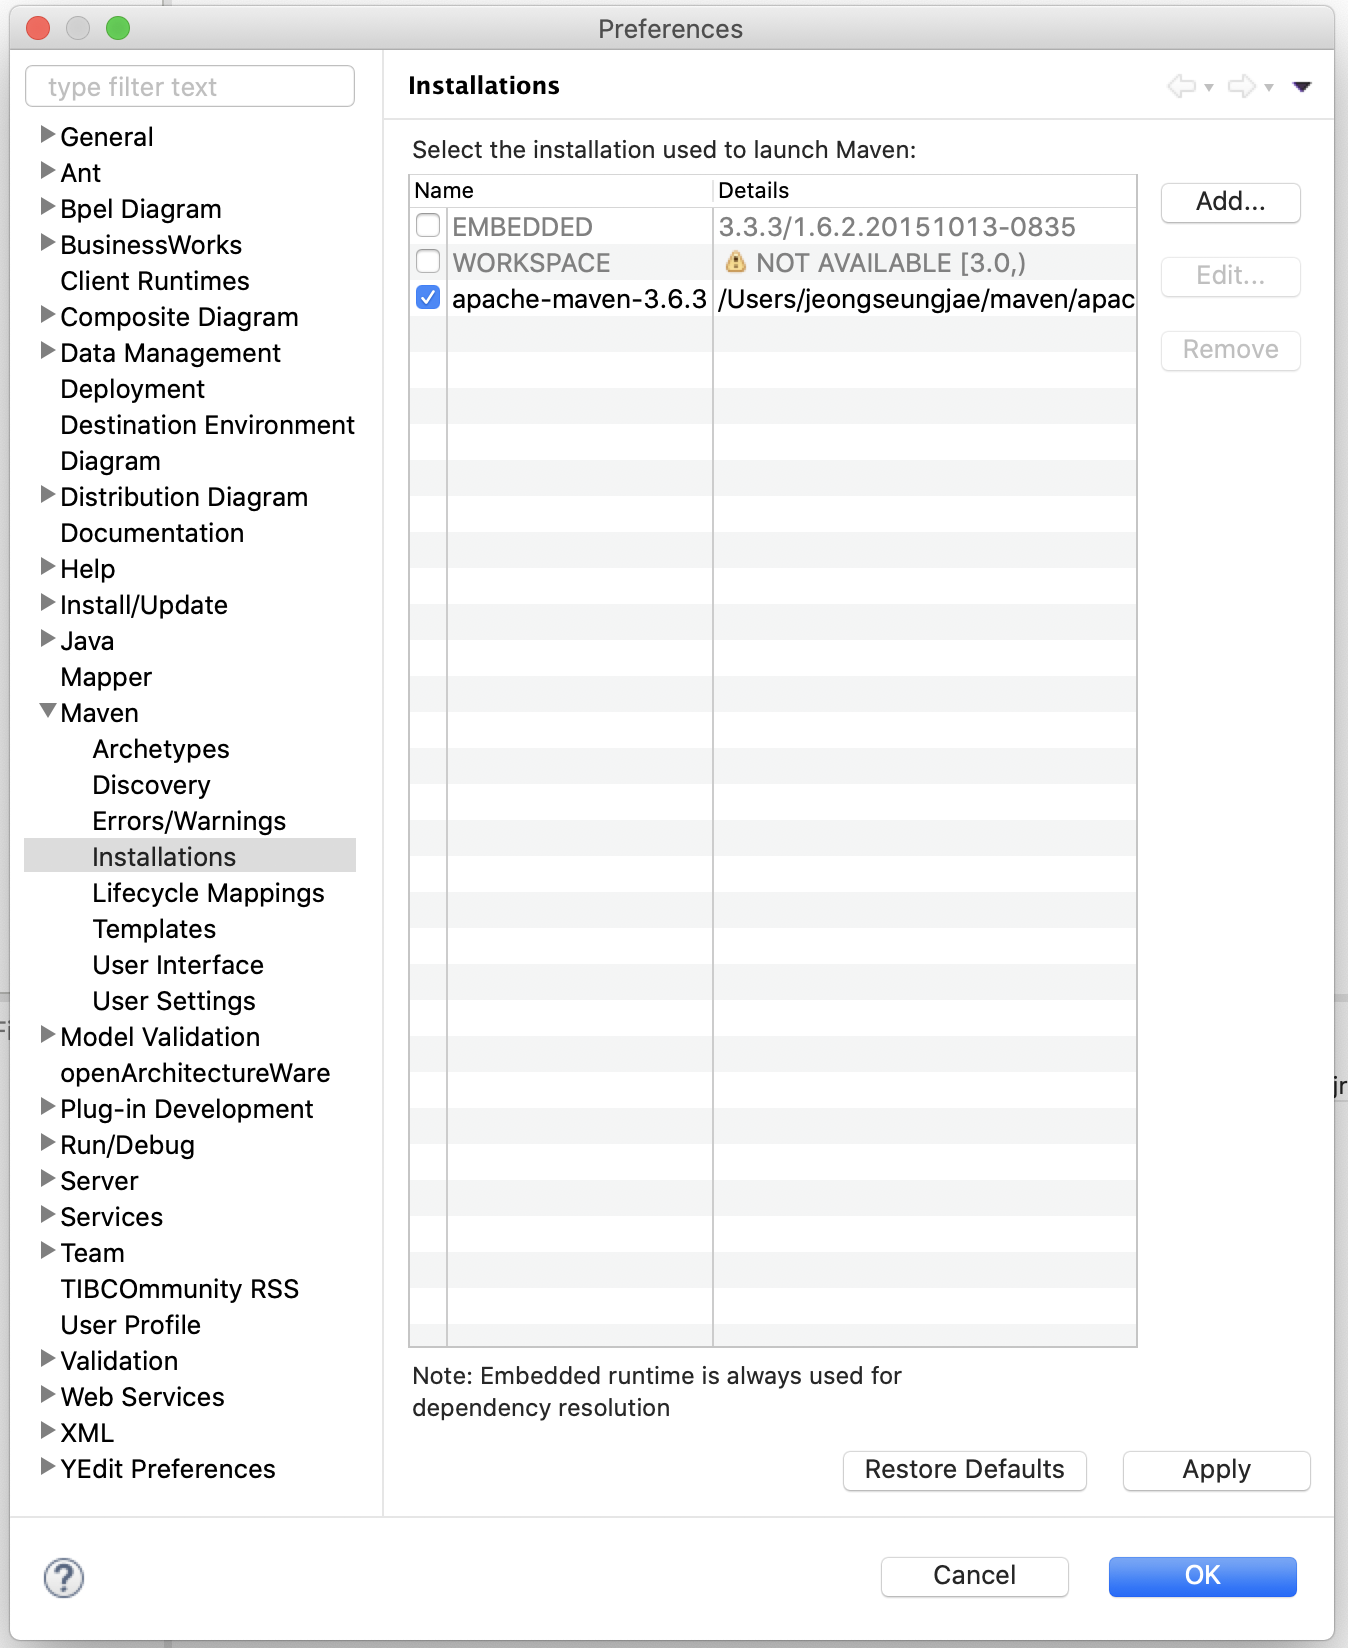 Preferences
type filter text
General
Ant
Bpel Diagram
BusinessWorks
Client Runtimes
Composite Diagram
Data Management
Deployment
Destination Environment
Diagram
Distribution Diagram
Documentation
Help
Install/Update
Java
Mapper
Maven
Archetypes
Discovery
Errors/Warnings
Installations
Lifecycle Mappings
Templates
User Interface
User Settings
Model Validation
openArchitectureWare
Plug-in Development
Run/Debug
Server
Services
Team
TIBCOmmunity RSS
User Profile
Validation
Web Services
XML
YEdit Preferences
Installations
Select the installation used to launch Maven:
Name Details
EMBEDDED 3.3.3/1.6.2.20151013-0835
WORKSPACE NOT AVAILABLE [3.0,)
apache-maven-3.6.3 /Users/jeongseungjae/maven/apac
Add...
Edit...
Remove
Note: Embedded runtime is always used for
dependency resolution
Restore Defaults Apply
? Cancel OK